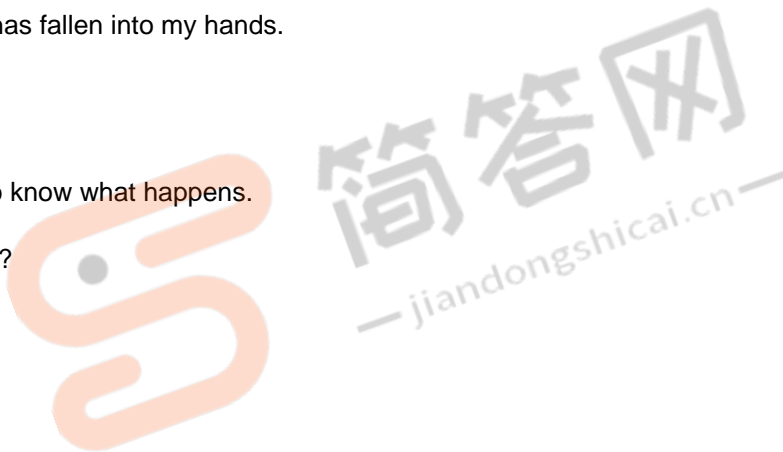 has fallen into my hands.
know what happens.
?
简答网
jiandongshicai.cn